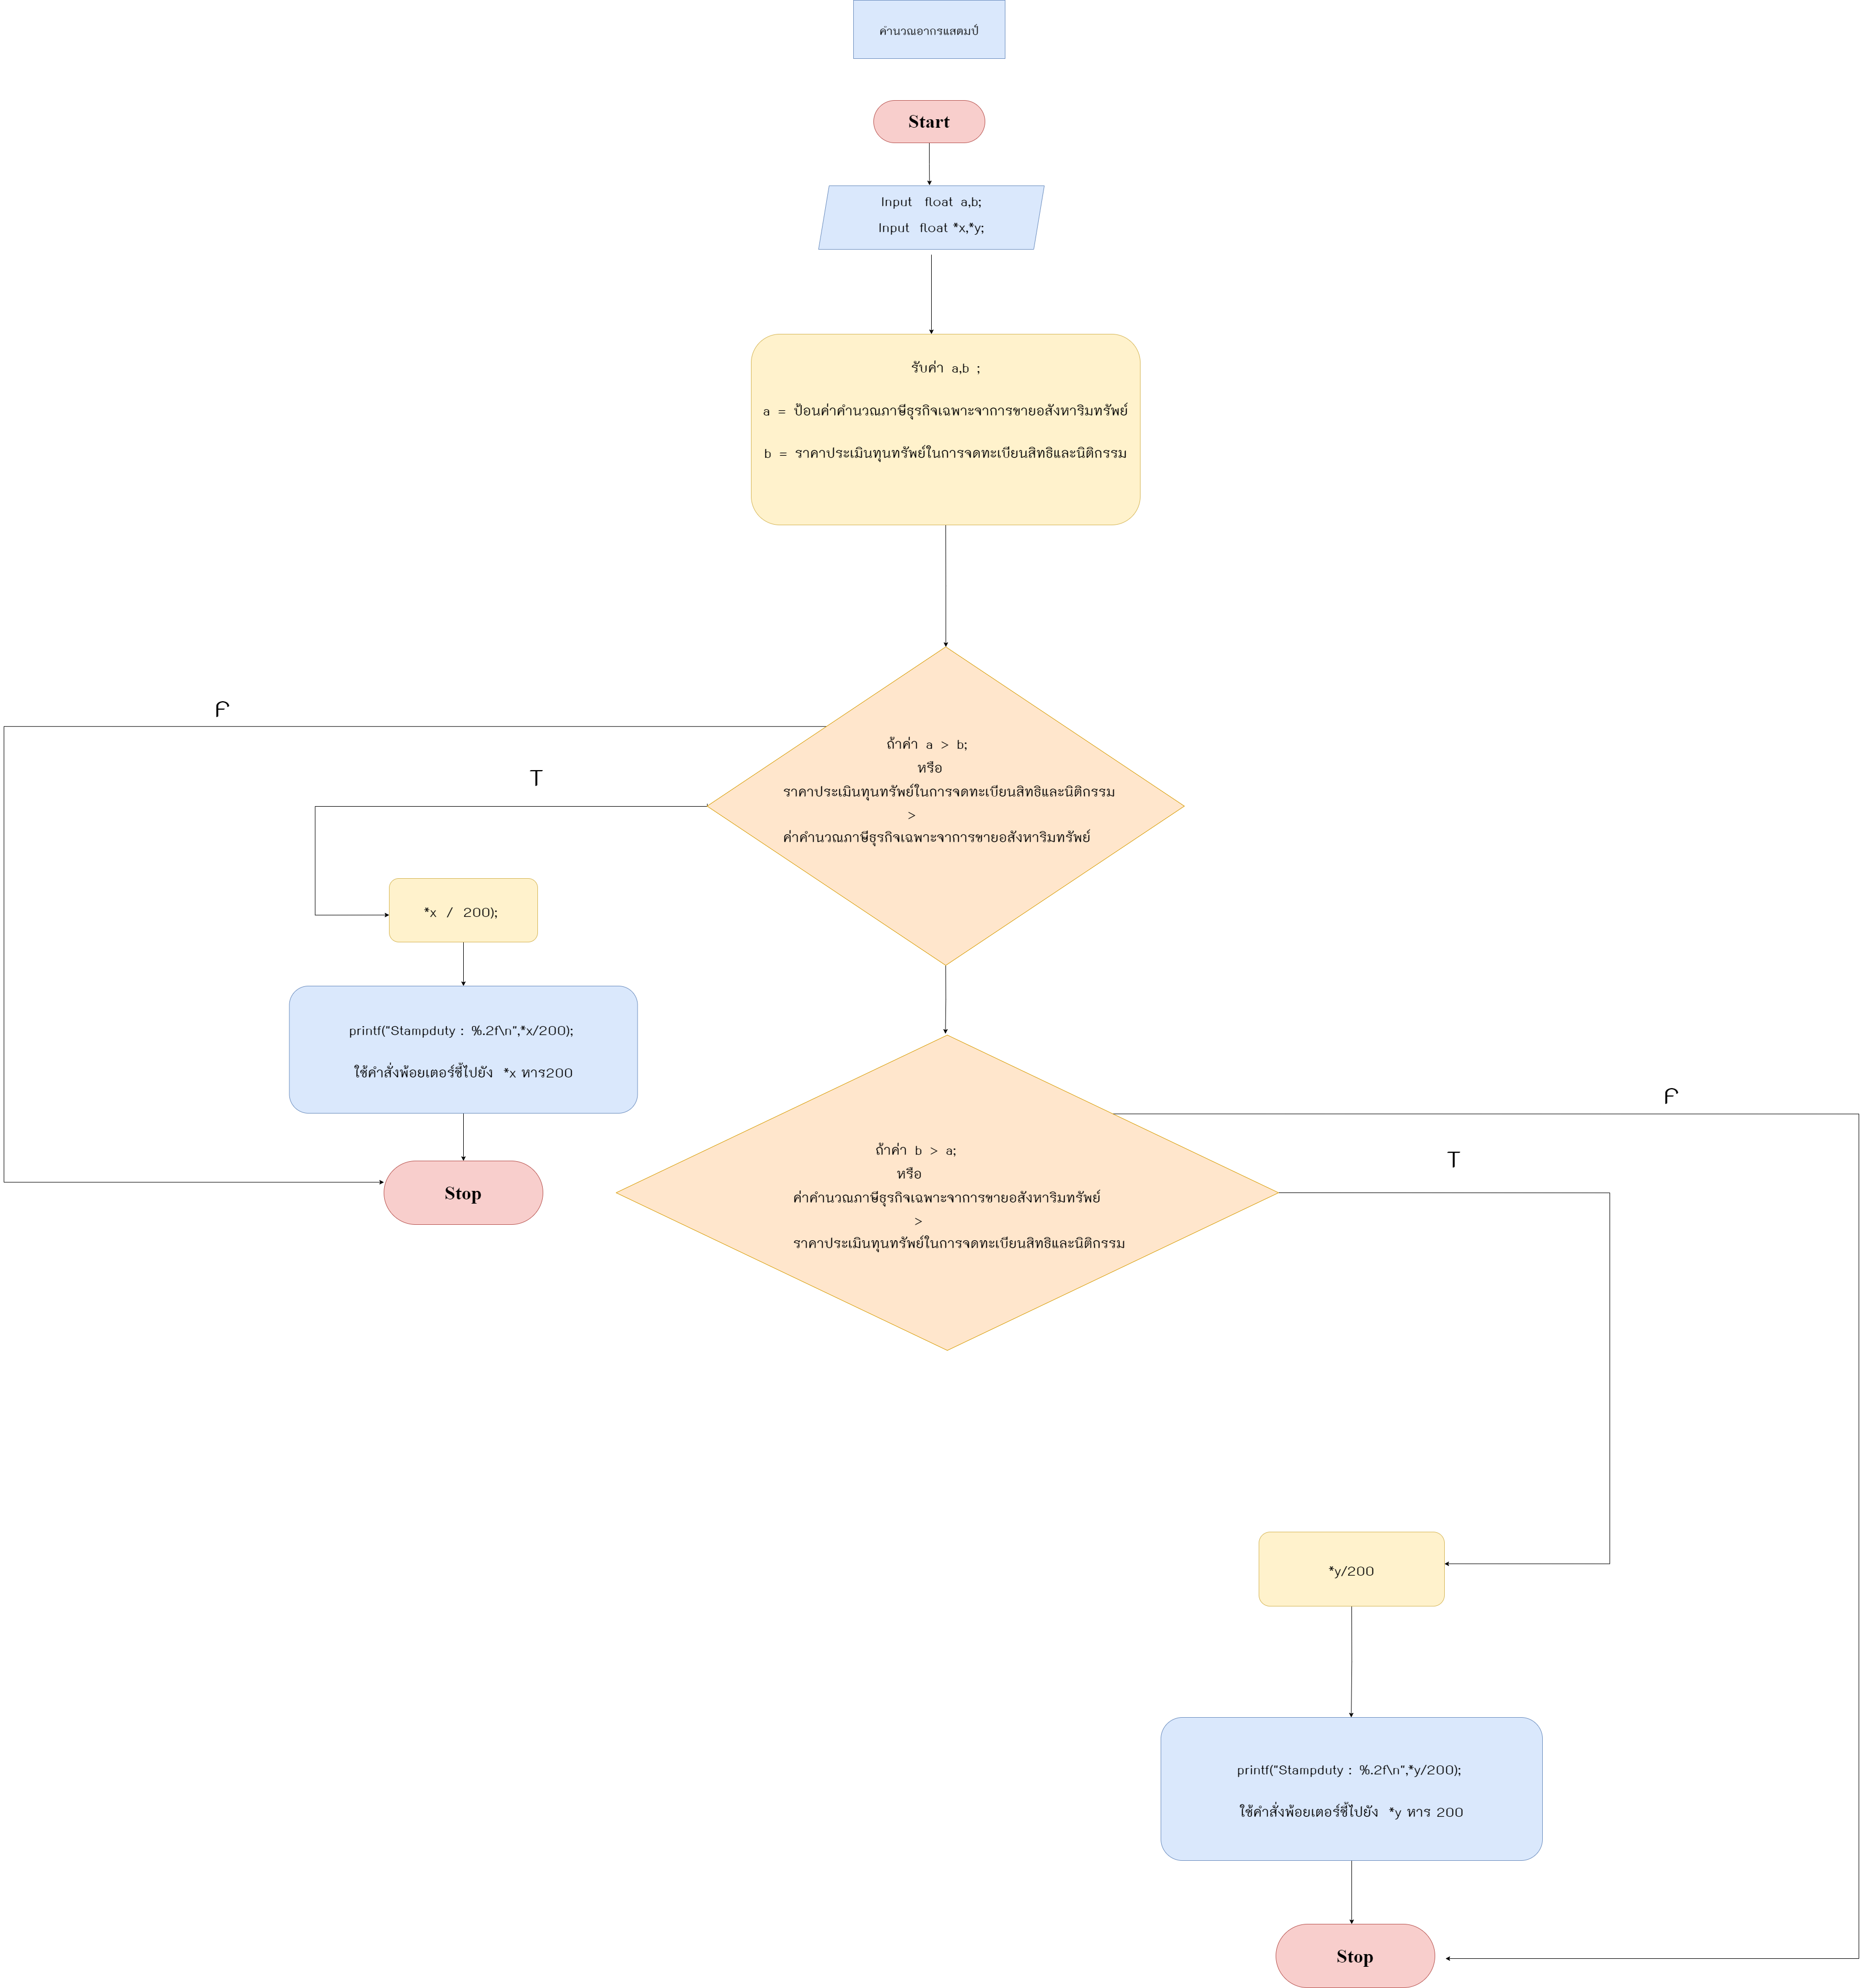 คำนวณอากรแสตมป์
Start
Input float a,b;
Input float *x,*y;
รับค่า a,b ;
a = ป้อนค่าคำนวณภาษีธุรกิจเฉพาะจาการขายอสังหาริมทรัพย์
b = ราคาประเมินทุนทรัพย์ในการจดทะเบียนสิทธิและนิติกรรม
F
T
ถ้าค่า a > b;
หรือ
ราคาประเมินทุนทรัพย์ในการจดทะเบียนสิทธิและนิติกรรม
>
ค่าคำนวณภาษีธุรกิจเฉพาะจาการขายอสังหาริมทรัพย์
*x / 200);
printf("Stampduty : %.2f\n",*x/200);
ใช้คำสั่งพ้อยเตอร์ชี้ไปยัง *x หาร200
Stop
F
T
ถ้าค่า b > a;
หรือ
ค่าคำนวณภาษีธุรกิจเฉพาะจาการขายอสังหาริมทรัพย์
>
ราคาประเมินทุนทรัพย์ในการจดทะเบียนสิทธิและนิติกรรม
*y/200
printf("Stampduty : %.2f\n",*y/200);
ใช้คำสั่งพ้อยเตอร์ชี้ไปยัง *y หาร 200
Stop